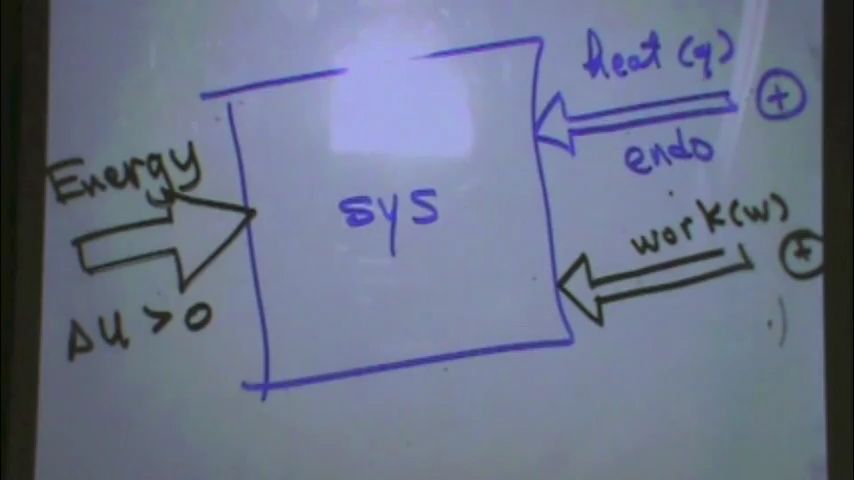 heat (q)
+
endo
Energy
sys
work(w)
+
ΔU > 0